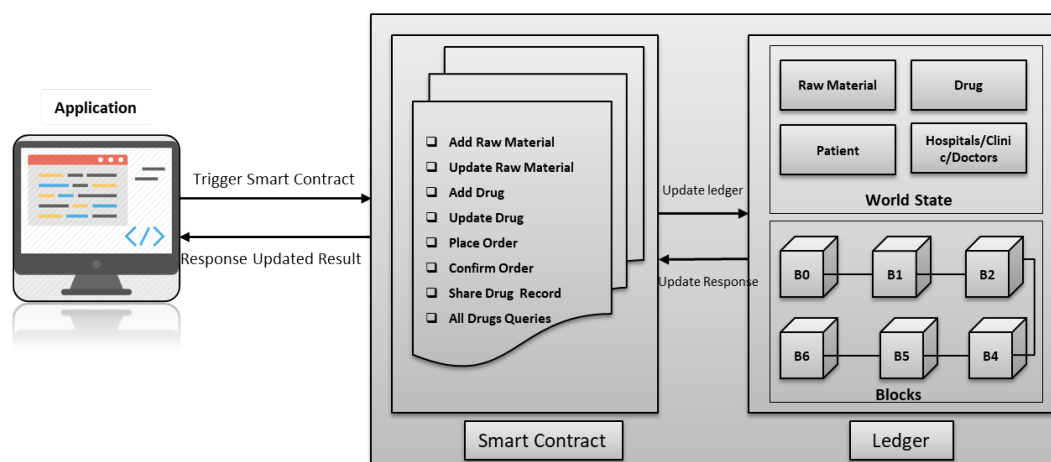 Application
Trigger Smart Contract
Response Updated Result
Add Raw Material
Update Raw Material
Add Drug
Update Drug
Place Order
Confirm Order
Share Drug Record
All Drugs Queries
Smart Contract
Update ledger
Update Response
Raw Material
Drug
Patient
Hospitals/Clini
c/Doctors
World State
B0
B1
B2
B6
B5
B4
Blocks
Ledger